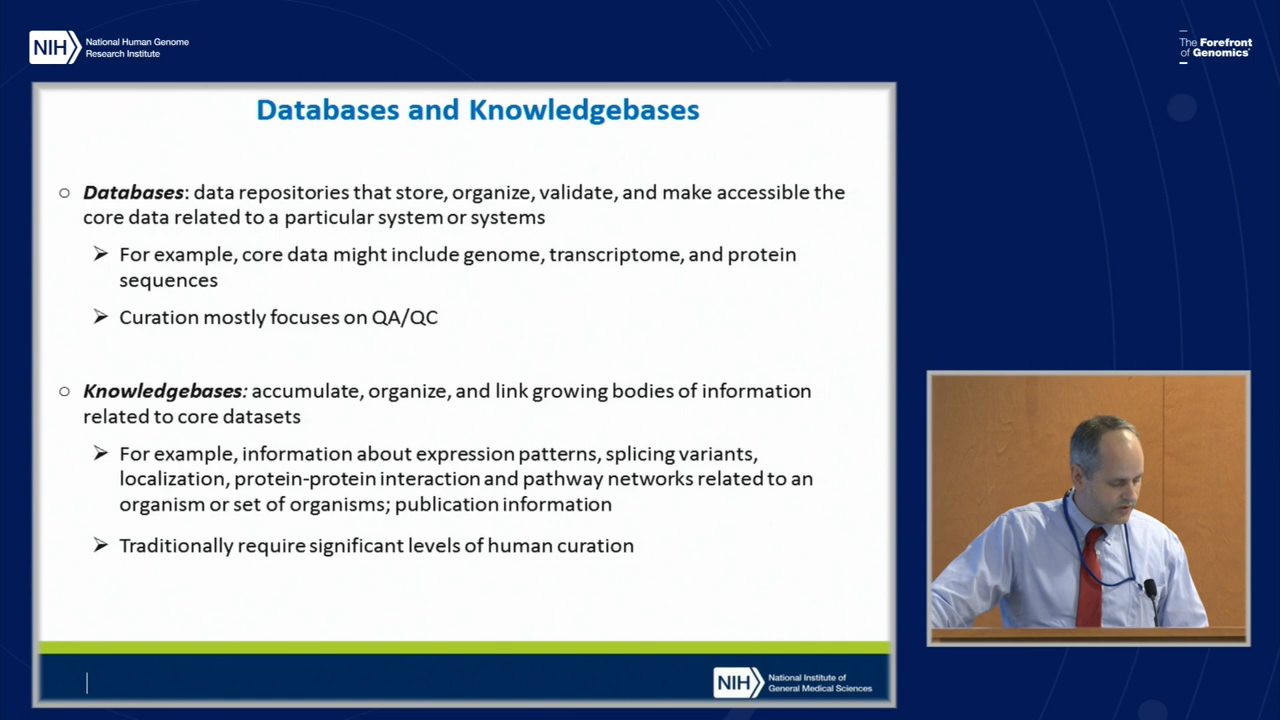 NIH National Human Genome
Research Institute
The Forefront
of Genomics®
Databases and Knowledgebases
○ Databases: data repositories that store, organize, validate, and make accessible the
core data related to a particular system or systems
➢ For example, core data might include genome, transcriptome, and protein
sequences
➢ Curation mostly focuses on QA/QC
○ Knowledgebases: accumulate, organize, and link growing bodies of information
related to core datasets
➢ For example, information about expression patterns, splicing variants,
localization, protein-protein interaction and pathway networks related to an
organism or set of organisms; publication information
➢ Traditionally require significant levels of human curation
NIH National Institute of
General Medical Sciences